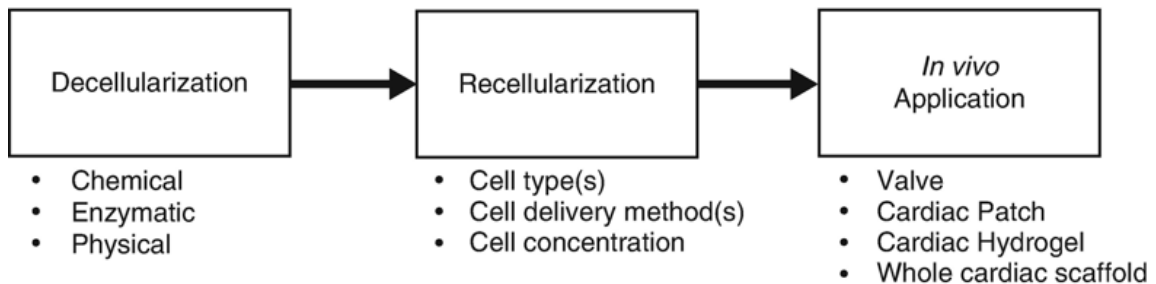 Decellularization
• Chemical
• Enzymatic
• Physical
Recellularization
• Cell type(s)
• Cell delivery method(s)
• Cell concentration
In vivo
Application
• Valve
• Cardiac Patch
• Cardiac Hydrogel
• Whole cardiac scaffold